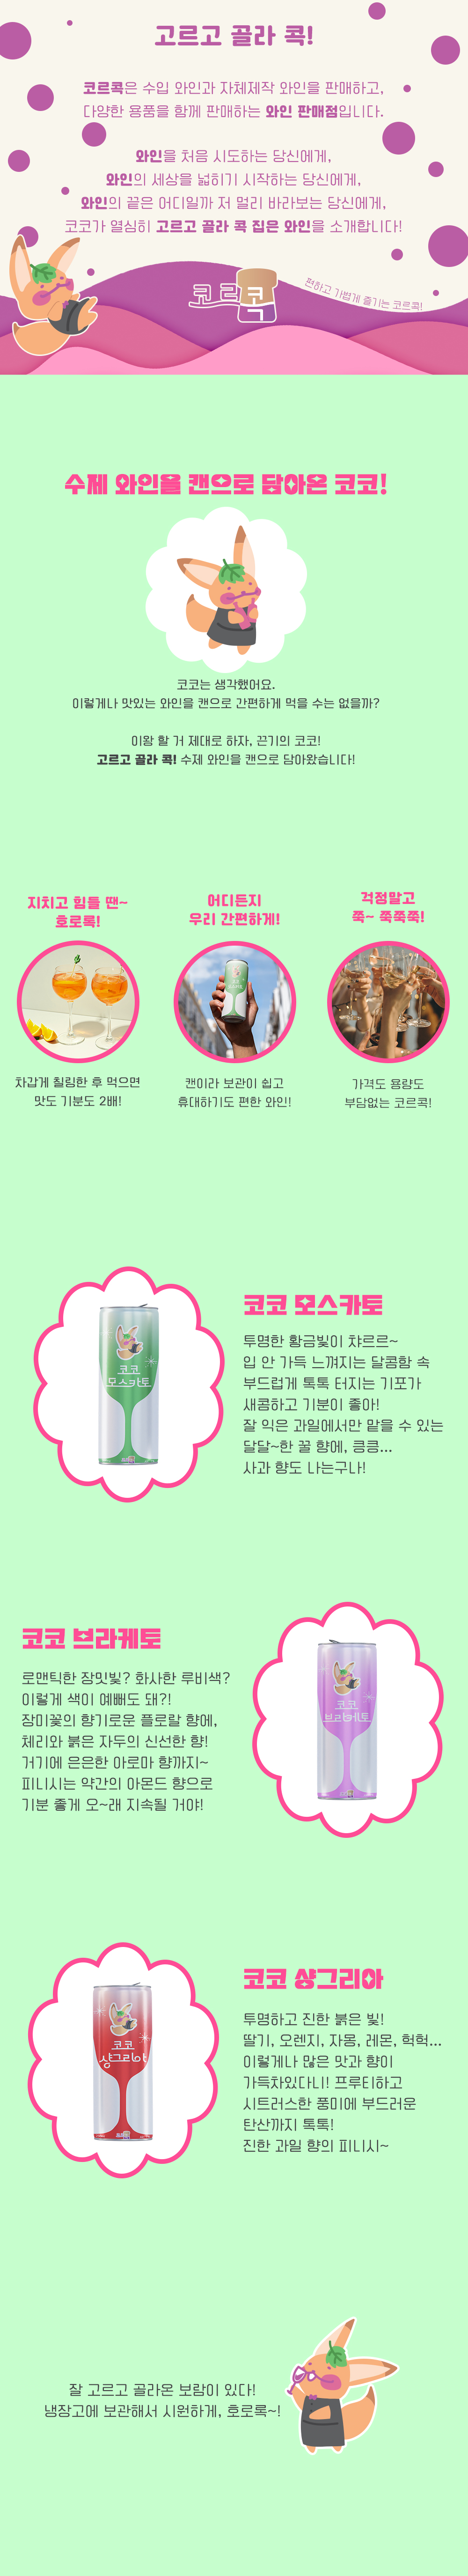 고르고 골라 콕!
코르콕은 수입 와인과 자체제작 와인을 판매하고,
다양한 용품을 함께 판매하는 와인 판매점입니다.
와인을 처음 시도하는 당신에게,
와인의 세상을 넓히기 시작하는 당신에게,
와인의 끝은 어디일까 저 멀리 바라보는 당신에게,
코코가 열심히 고르고 골라 콕 집은 와인을 소개합니다!
코르콕
편하고 가볍게 즐기는 코르콕!
수제 와인을 캔으로 담아온 코코!
코코는 생각했어요.
이렇게나 맛있는 와인을 캔으로 간편하게 먹을 수는 없을까?
이왕 할 거 제대로 하자, 끈기의 코코!
고르고 골라 콕! 수제 와인을 캔으로 담아왔습니다!
지치고 힘들 땐~
호로록!
차갑게 칠링한 후 먹으면
맛도 기분도 2배!
어디든지
우리 간편하게!
캔이라 보관이 쉽고
휴대하기도 편한 와인!
걱정말고
쭉~ 쭉쭉쭉!
가격도 용량도
부담없는 코르콕!
코코
모스카토
코코 모스카토
투명한 황금빛이 챠르르~
입 안 가득 느껴지는 달콤함 속
부드럽게 톡톡 터지는 기포가
새콤하고 기분이 좋아!
잘 익은 과일에서만 맡을 수 있는
달달~한 꿀 향에, 킁킁...
사과 향도 나는구나!
코코 브라케토
로맨틱한 장밋빛? 화사한 루비색?
이렇게 색이 예뻐도 돼?!
장미꽃의 향기로운 플로랄 향에,
체리와 붉은 자두의 신선한 향!
거기에 은은한 아로마 향까지~
피니시는 약간의 아몬드 향으로
기분 좋게 오~래 지속될 거야!
코코
브라케토
코코
샹그리아
코코 샹그리아
투명하고 진한 붉은 빛!
딸기, 오렌지, 자몽, 레몬, 헉헉...
이렇게나 많은 맛과 향이
가득차있다니! 프루티하고
시트러스한 풍미에 부드러운
탄산까지 톡톡!
진한 과일 향의 피니시~
잘 고르고 골라온 보람이 있다!
냉장고에 보관해서 시원하게, 호로록~!